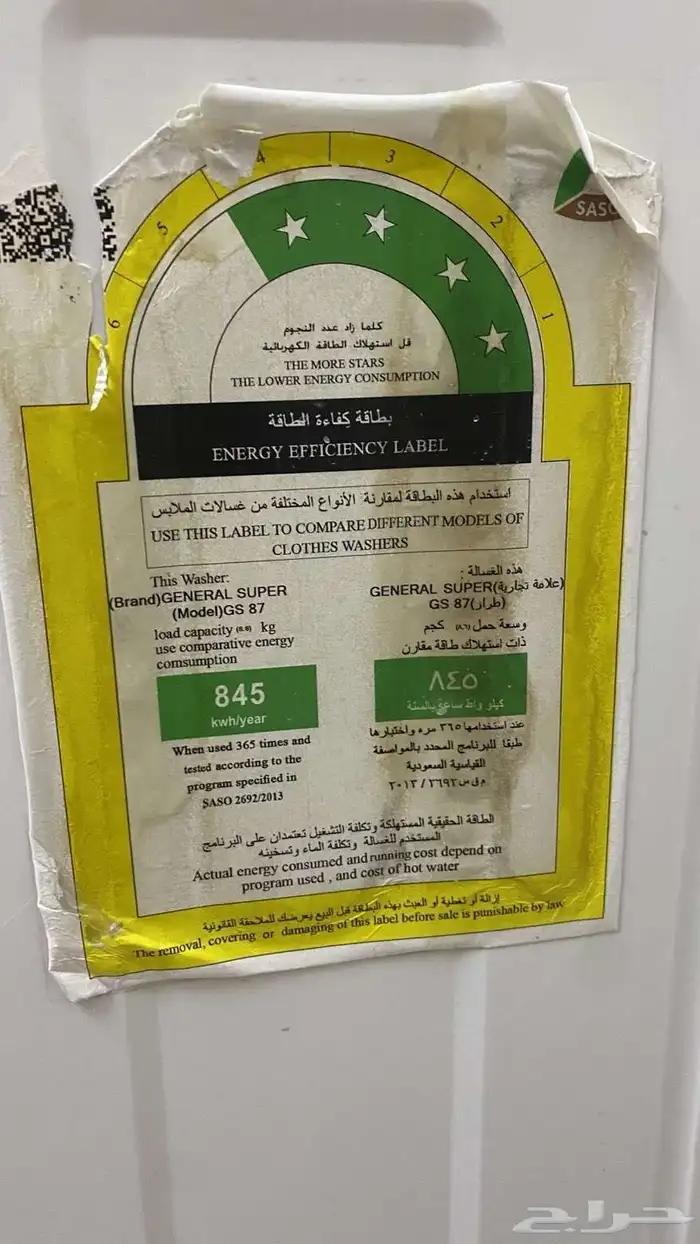 4
3
5
2
6
1
SASO
كلما زاد عدد النجوم
قل استهلاك الطاقة الكهربائية
THE MORE STARS
THE LOWER ENERGY CONSUMPTION
بطاقة كفاءة الطاقة
ENERGY EFFICIENCY LABEL
استخدام هذه البطاقة لمقارنة الأنواع المختلفة من غسالات الملابس
USE THIS LABEL TO COMPARE DIFFERENT MODELS OF
CLOTHES WASHERS
This Washer:
(Brand)GENERAL SUPER
(Model)GS 87
load capacity kg
use comparative energy
comsumption
845
kwh/year
When used 365 times and
tested according to the
program specified in
SASO 2692/2013
هذه الغسالة :
GENERAL SUPER(علامة تجارية)
GS 87(طراز)
وسعة حمل كجم
ذات استهلاك طاقة مقارن
٨٤٥
كيلو واط ساعي بالسنة
عند استخدامها ٣٦٥ مره واختبارها
طبقا للبرنامج المحدد بالمواصفة
القياسية السعودية
م ق س ٢٦٩٢ / ٢٠١٣
الطاقة الحقيقية المستهلكة وتكلفة التشغيل تعتمدان على البرنامج
المستخدم للغسالة وتكلفة الماء وتسخينه
Actual energy consumed and running cost depend on
program used , and cost of hot water
إزالة أو تغطية أو العبث بهذه البطاقة قبل البيع يعرضك للملاحقة القانونية
The removal, covering or damaging of this label before sale is punishable by law
حراج